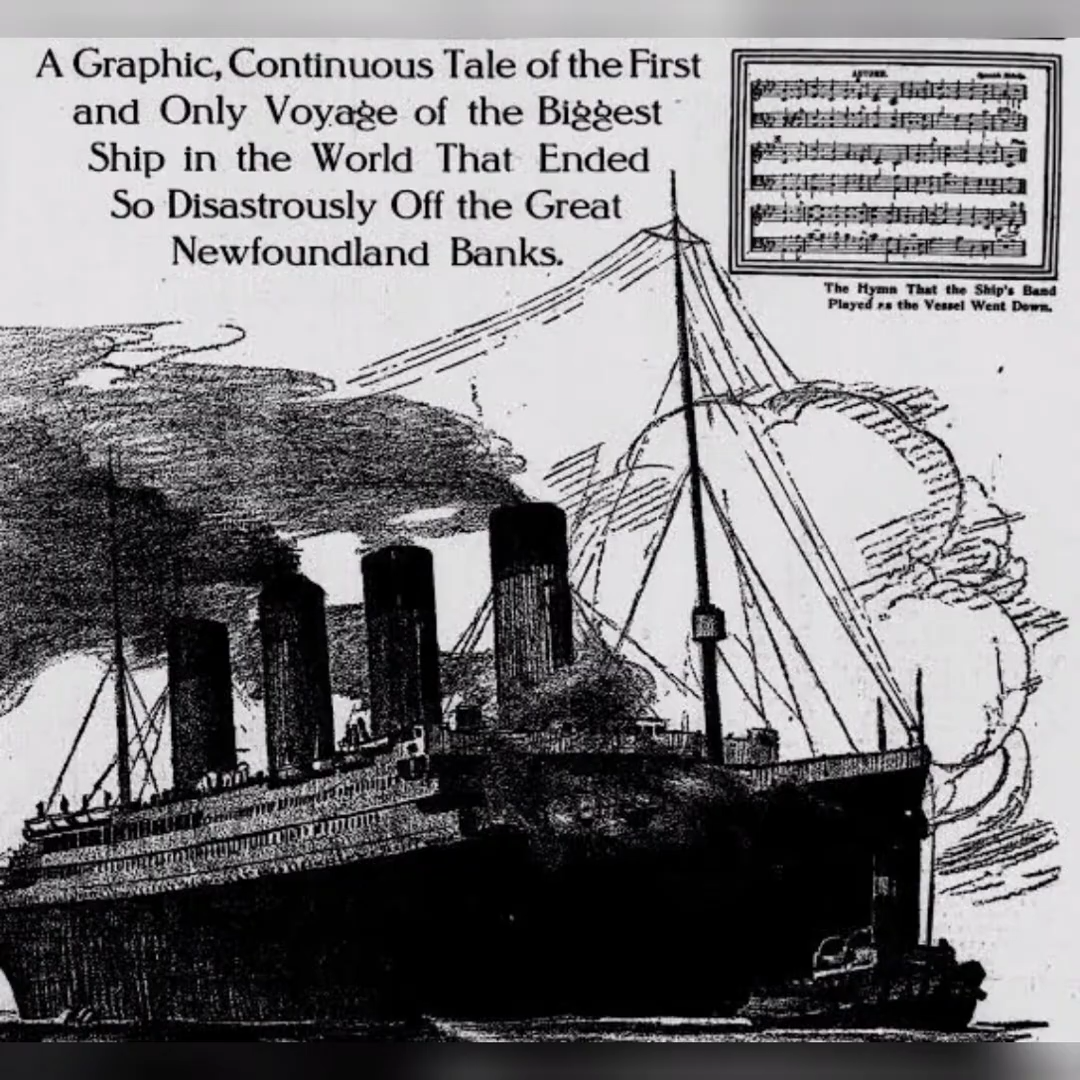 A Graphic, Continuous Tale of the First
and Only Voyage of the Biggest
Ship in the World That Ended
So Disastrously Off the Great
Newfoundland Banks.
AUTUMN.
The Hymn That the Ship's Band
Played as the Vessel Went Down.